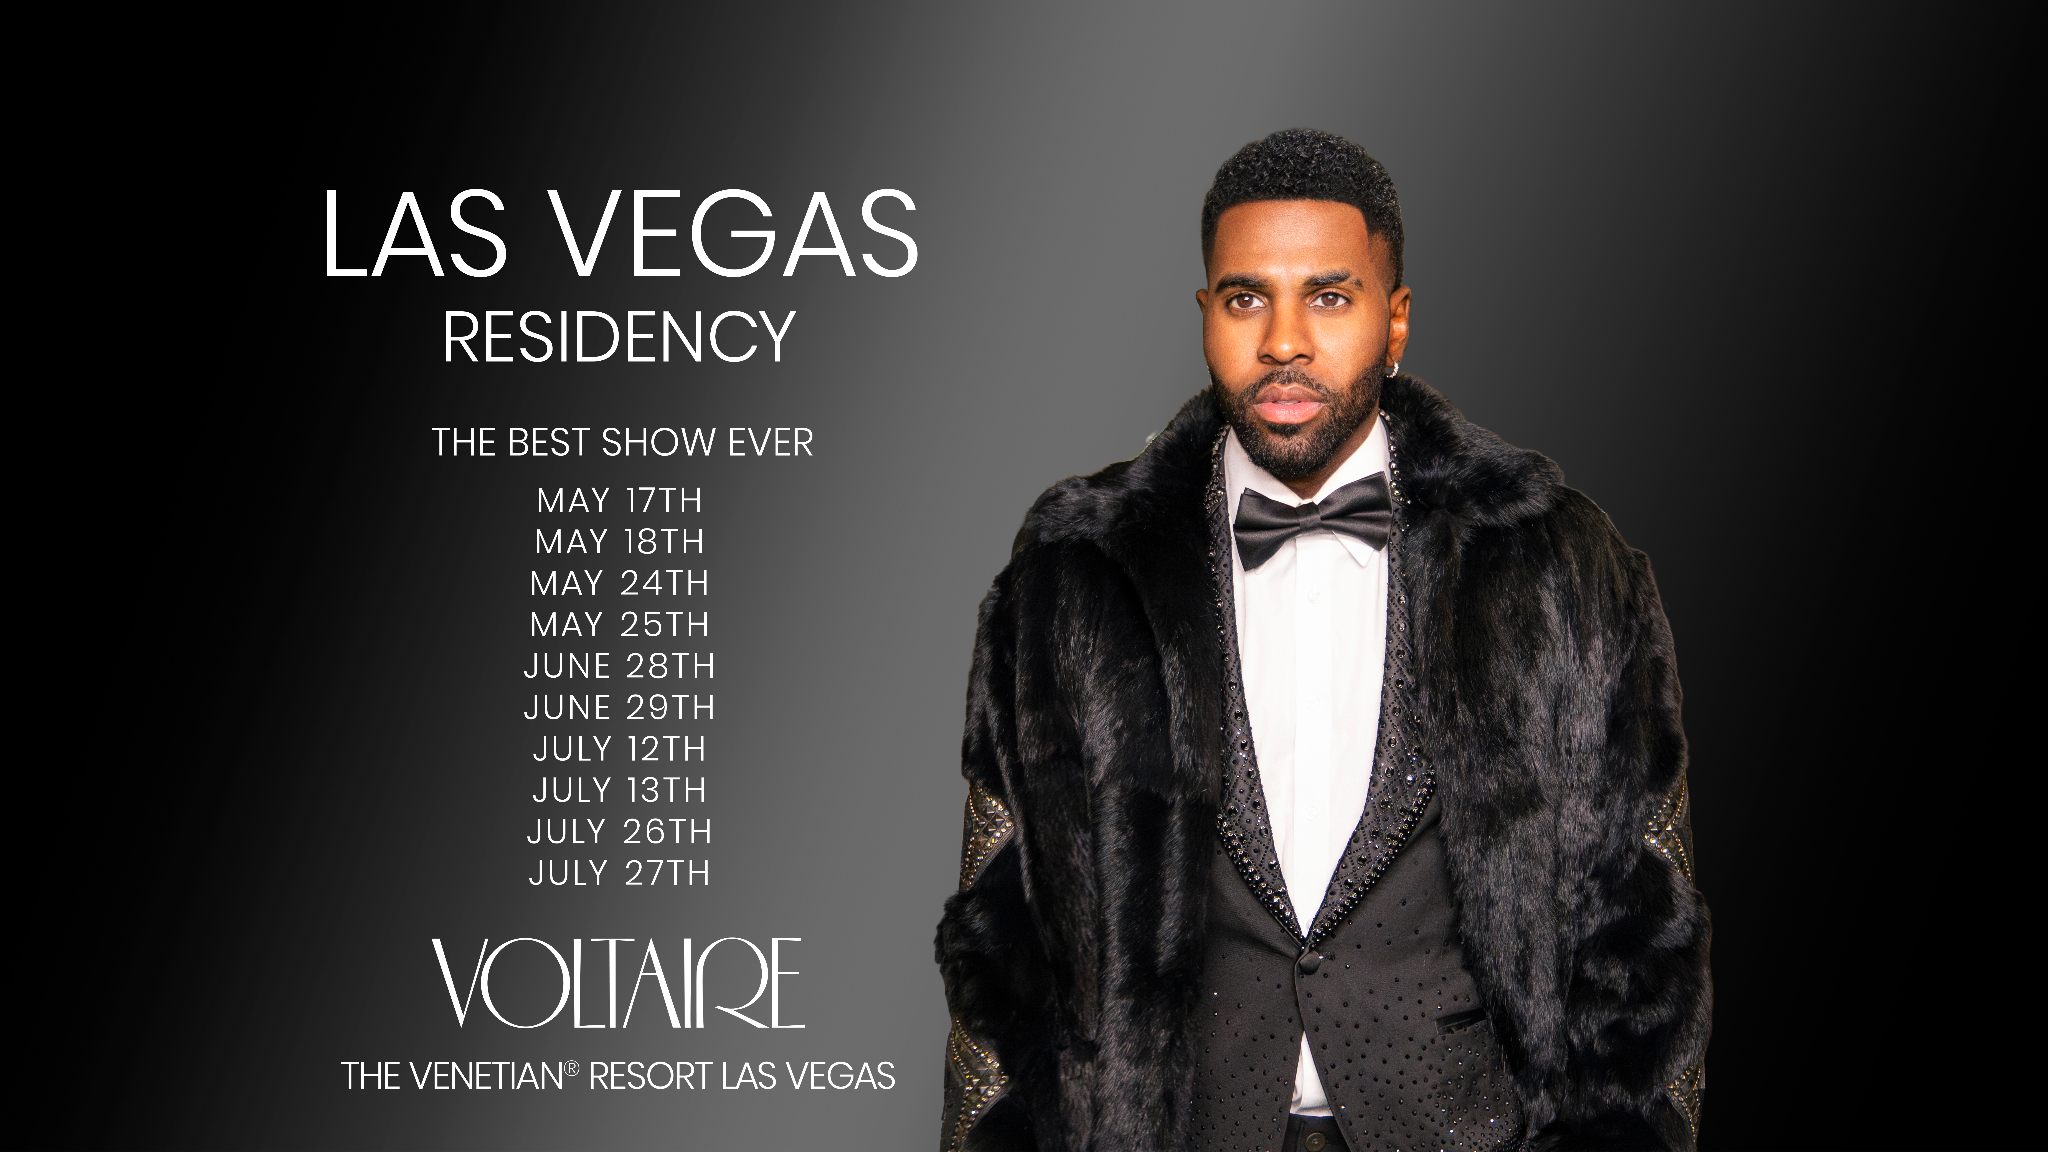 LAS VEGAS
RESIDENCY
THE BEST SHOW EVER
MAY 17TH
MAY 18TH
MAY 24TH
MAY 25TH
JUNE 28TH
JUNE 29TH
JULY 12TH
JULY 13TH
JULY 26TH
JULY 27TH
VOLTAIRE
THE VENETIAN® RESORT LAS VEGAS